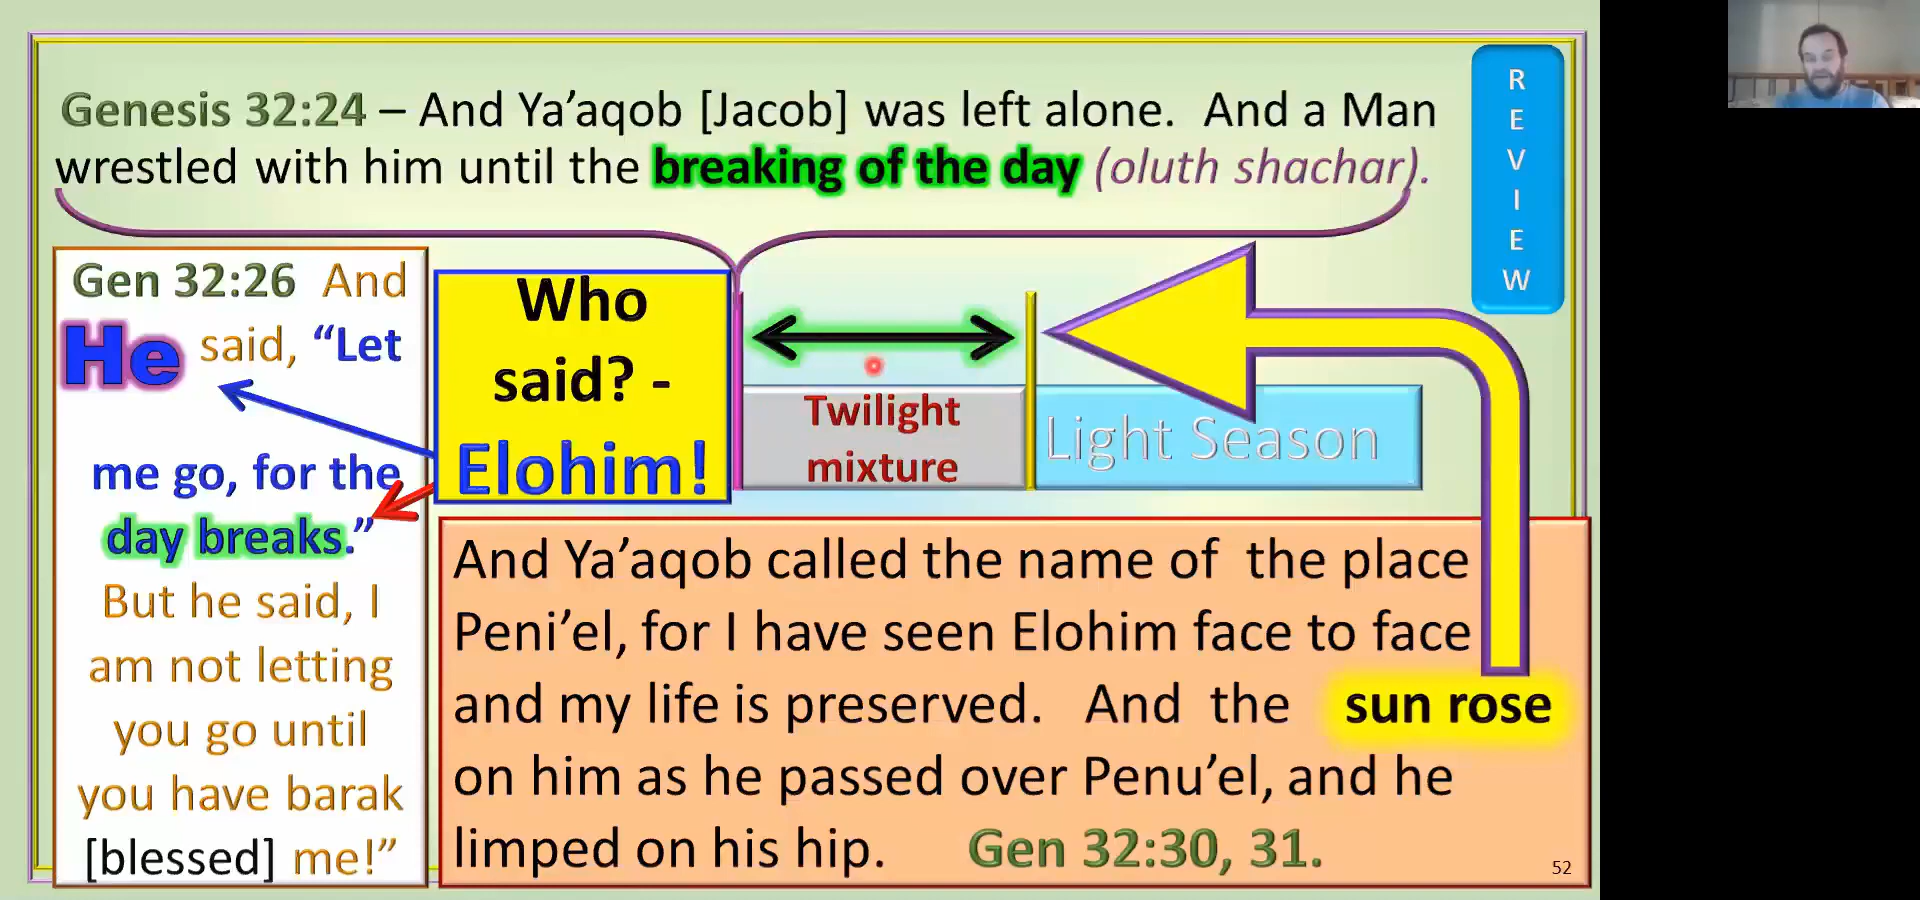 Genesis 32:24 – And Ya’aqob [Jacob] was left alone. And a Man
wrestled with him until the breaking of the day (oluth shachar).
R
E
V
I
E
W
Gen 32:26 And
He said, “Let
me go, for the
day breaks.”
But he said, I
am not letting
you go until
you have barak
[blessed] me!”
Who
said? -
Elohim!
Twilight
mixture
Light Season
And Ya’aqob called the name of the place
Peni’el, for I have seen Elohim face to face
and my life is preserved. And the sun rose
on him as he passed over Penu’el, and he
limped on his hip. Gen 32:30, 31.
52